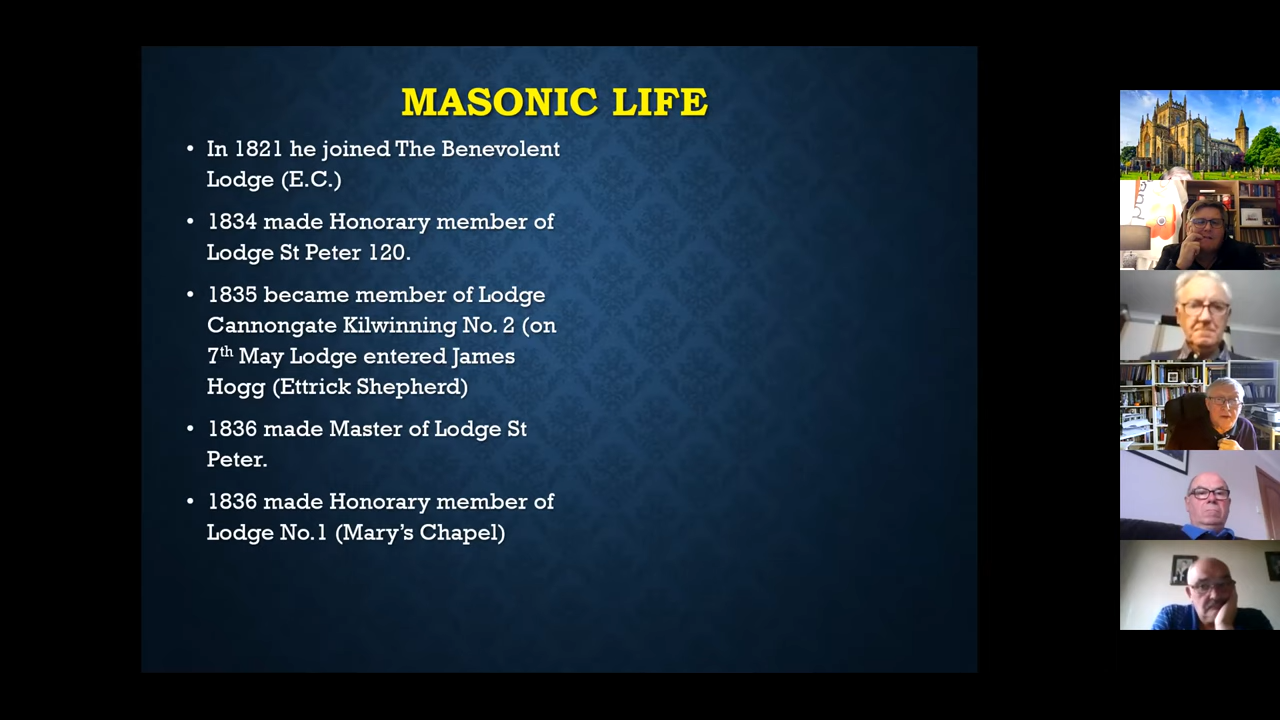 MASONIC LIFE
• In 1821 he joined The Benevolent
Lodge (E.C.)
• 1834 made Honorary member of
Lodge St Peter 120.
• 1835 became member of Lodge
Cannongate Kilwinning No. 2 (on
7th May Lodge entered James
Hogg (Ettrick Shepherd)
• 1836 made Master of Lodge St
Peter.
• 1836 made Honorary member of
Lodge No.1 (Mary's Chapel)